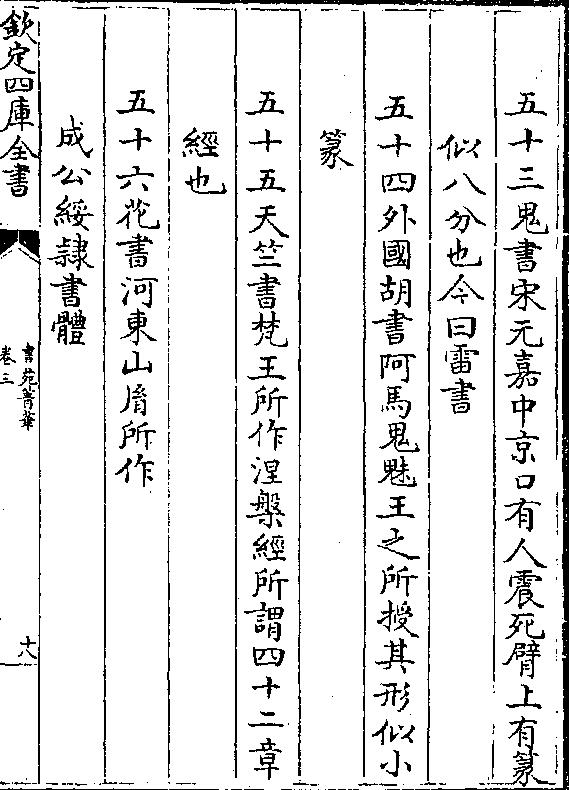 五十三鬼書宋元嘉中京口有人震死臂上有篆
似八分也今曰雷書
五十四外國胡書阿馬鬼魅王之所授其形似小
篆
五十五天竺書梵王所作涅槃經所謂四十二章
經也
五十六花書河東山胤所作
成公綏隸書體
欽定四庫全書
書苑菁華
卷三
十八